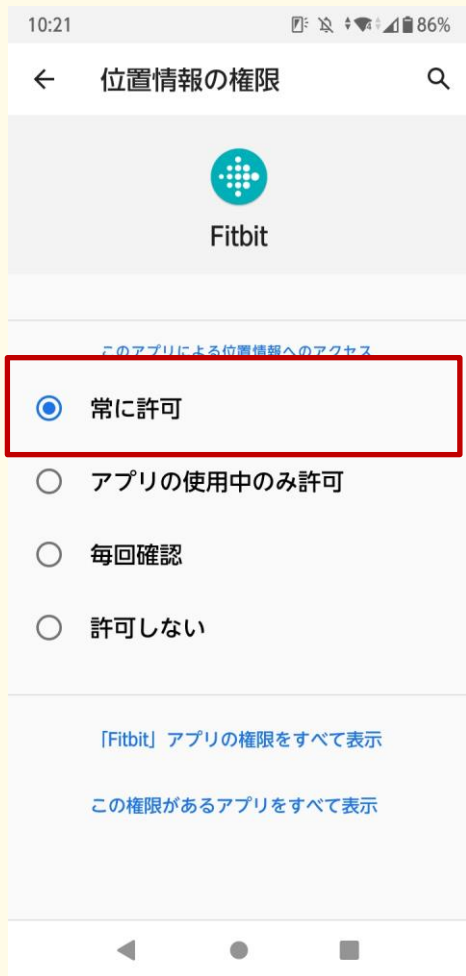 10:21
86%
位置情報の権限
Fitbit
このアプリによる位置情報へのアクセス
常に許可
アプリの使用中のみ許可
毎回確認
許可しない
「Fitbit」アプリの権限をすべて表示
この権限があるアプリをすべて表示